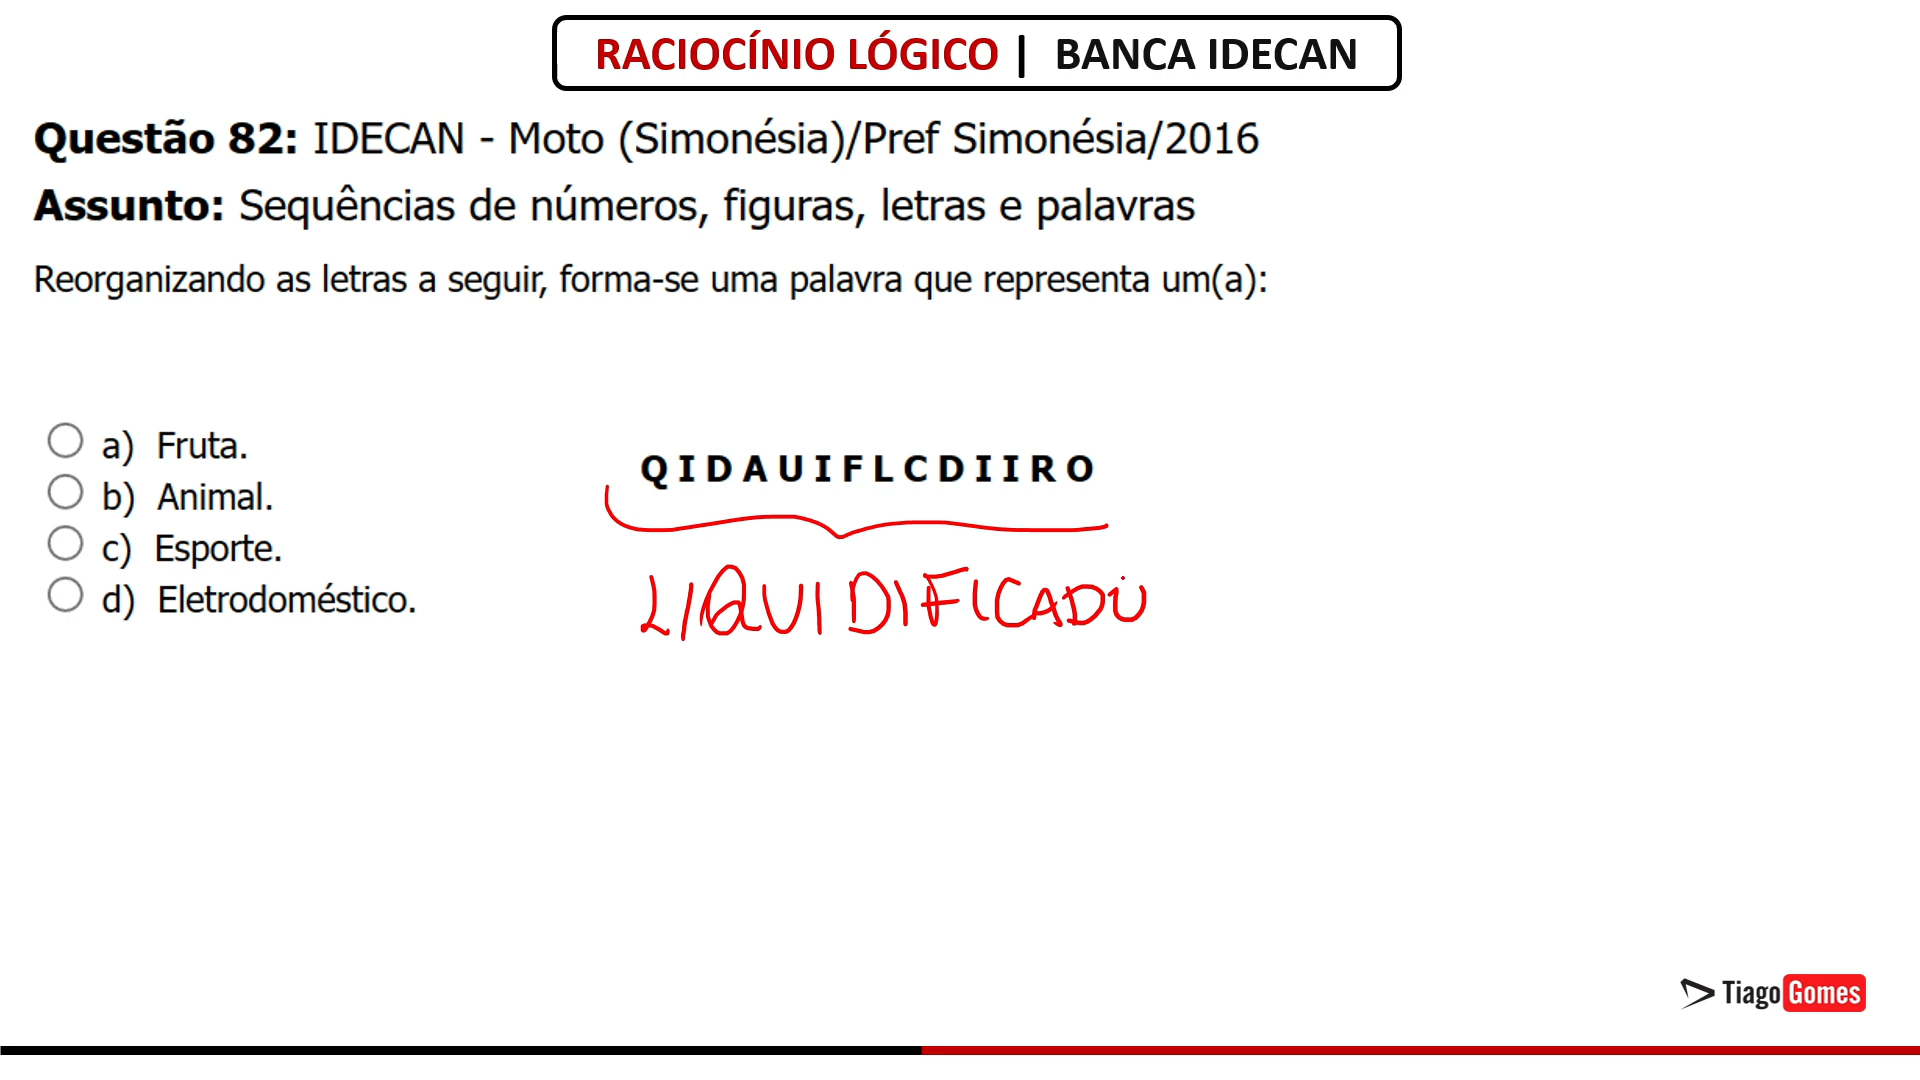 RACIOCÍNIO LÓGICO | BANCA IDECAN
Questão 82: IDECAN - Moto (Simonésia)/Pref Simonésia/2016
Assunto: Sequências de números, figuras, letras e palavras
Reorganizando as letras a seguir, forma-se uma palavra que representa um(a):
a) Fruta.
b) Animal.
c) Esporte.
d) Eletrodoméstico.
Q I D A U I F L C D I I R O
LIQUIDIFICADO
Tiago Gomes